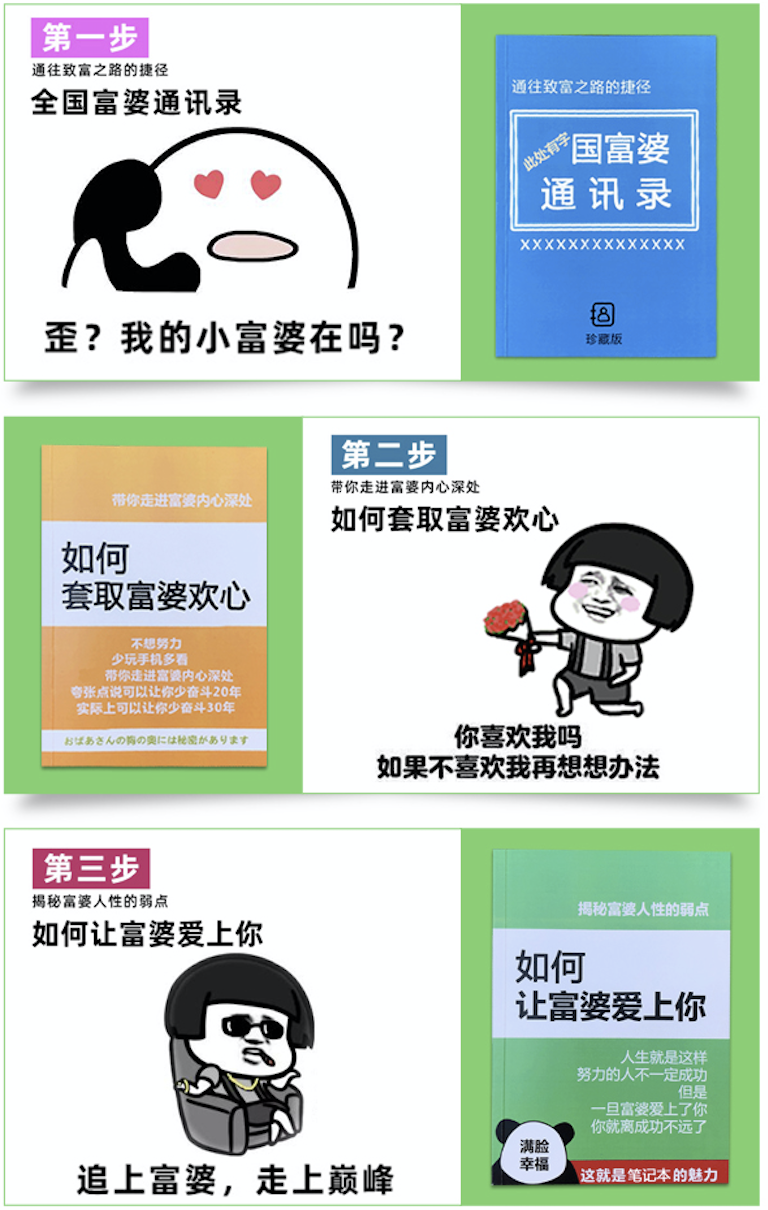 第一步
通往致富之路的捷径
全国富婆通讯录
歪？我的小富婆在吗？
通往致富之路的捷径
此处有字
国富婆
通讯录
XXXXXXXXXXXXXX
珍藏版
带你走进富婆内心深处
如何
套取富婆欢心
不想努力
少玩手机多看
带你走进富婆内心深处
夸张点说可以让你少奋斗20年
实际上可以让你少奋斗30年
おばあさんの胸の奥には秘密があります
第二步
带你走进富婆内心深处
如何套取富婆欢心
你喜欢我吗
如果不喜欢我再想想办法
第三步
揭秘富婆人性的弱点
如何让富婆爱上你
追上富婆，走上巅峰
揭秘富婆人性的弱点
如何
让富婆爱上你
人生就是这样
努力的人不一定成功
但是
一旦富婆爱上了你
你就离成功不远了
满脸
幸福
这就是笔记本的魅力